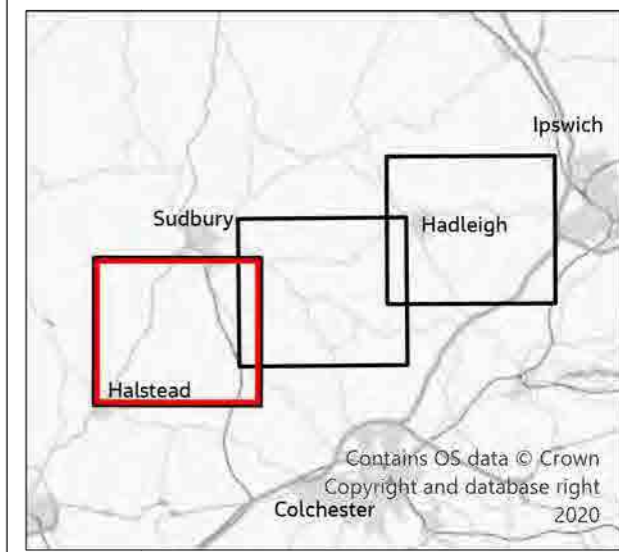 Ipswich
Sudbury
Hadleigh
Halstead
Contains OS data © Crown
Copyright and database right
2020
Colchester